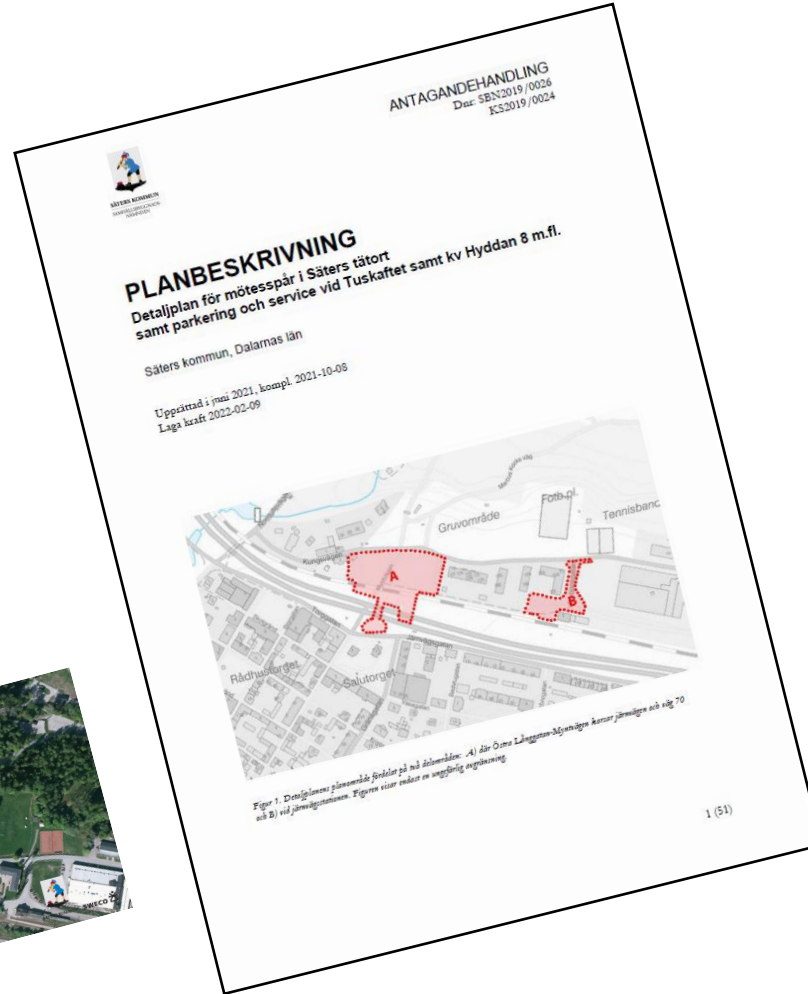 ANTAGANDEHANDLING
Dnr: SBN2019/0026
KS2019/0024
SÄTERS KOMMUN
SAMHÄLLSBYGGNADS-
NÄMNDEN
PLANBESKRIVNING
Detaljplan för mötesspår i Säters tätort
samt parkering och service vid Tuskaftet samt kv Hyddan 8 m.fl.
Säters kommun, Dalarnas län
Upprättad i juni 2021, kompl. 2021-10-08
Laga kraft 2022-02-09
Gruvområde
Fotb.pl.
Tennisbanc
Kungsvägen
A
B
Rådhustorget
Salutorget
Järnvägsgatan
Figur 1. Detaljplanens planområde fördelat på två delområden: A) där Östra Långgatan-Myntvägen korsar järnvägen och väg 70
och B) vid järnvägsstationen. Figuren visar endast en ungefärlig avgränsning.
1 (51)
SWECO